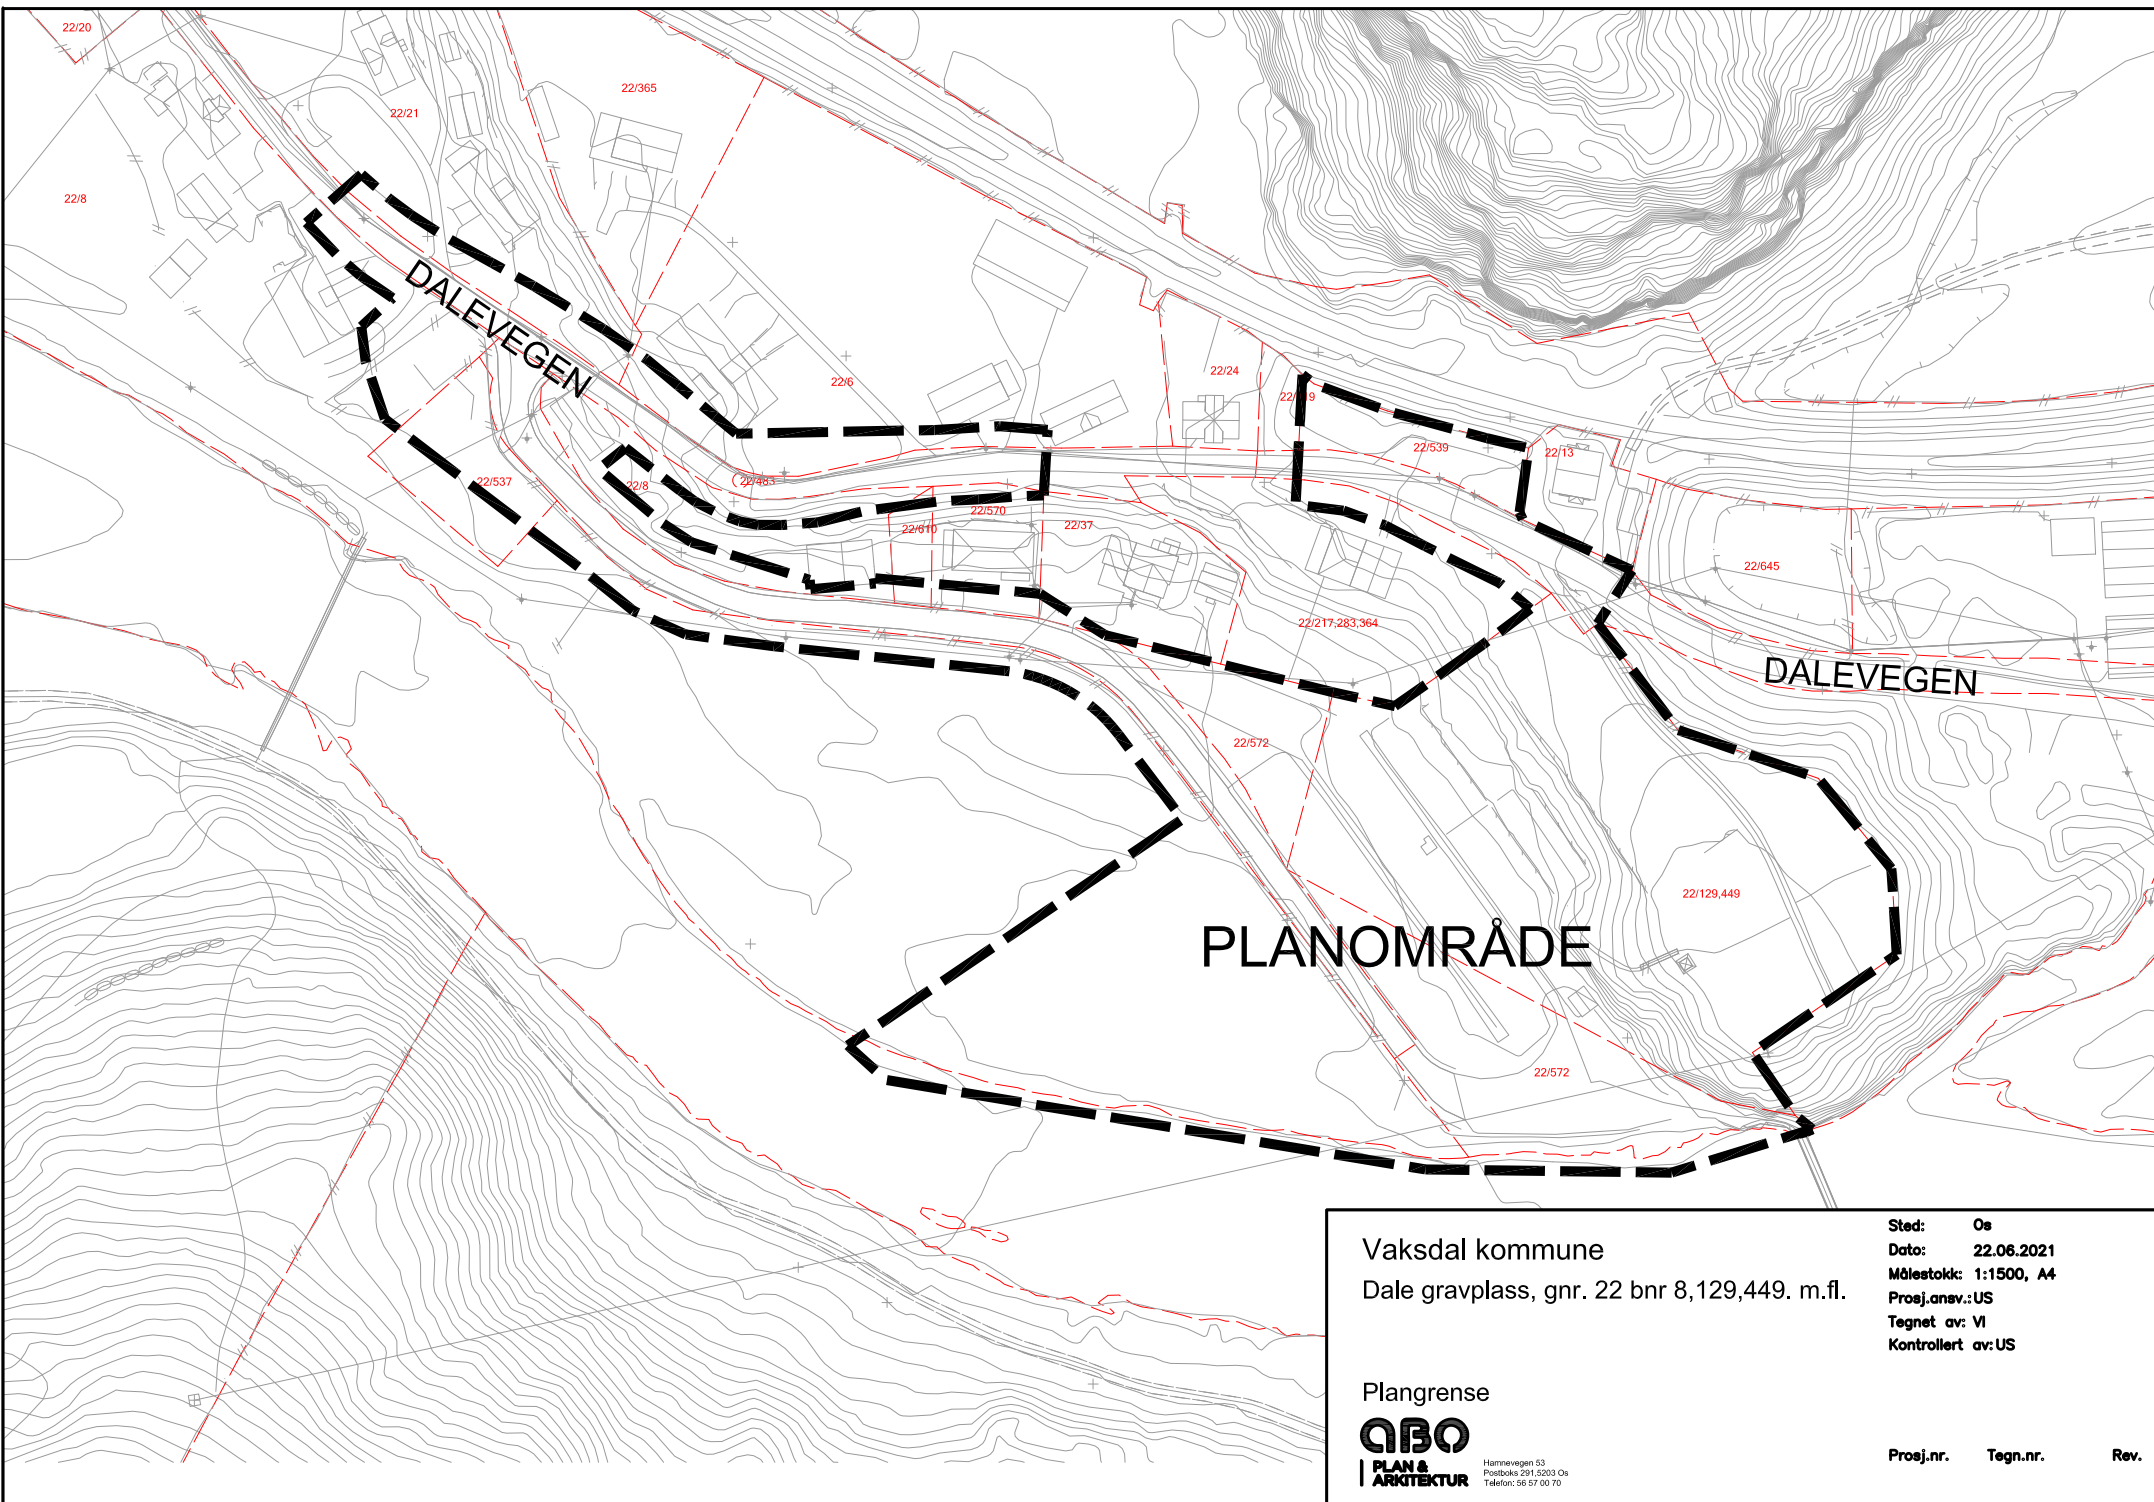 22/20
22/365
22/21
22/8
DALEVEGEN
22/6
22/24
22/539
22/13
22/537
22/8
22/483
22/570
22/610
22/37
22/645
22/217,283,364
DALEVEGEN
22/572
22/129,449
PLANOMRÅDE
22/572
Vaksdal kommune
Dale gravplass, gnr. 22 bnr 8,129,449. m.fl.
Plangrense
ABO
PLAN &
ARKITEKTUR
Hamnevegen 53
Postboks 291,5203 Os
Telefon: 56 57 00 70
Sted: Os
Dato: 22.06.2021
Målestokk: 1:1500, A4
Prosj.ansv.: US
Tegnet av: VI
Kontrollert av: US
Prosj.nr. Tegn.nr. Rev.